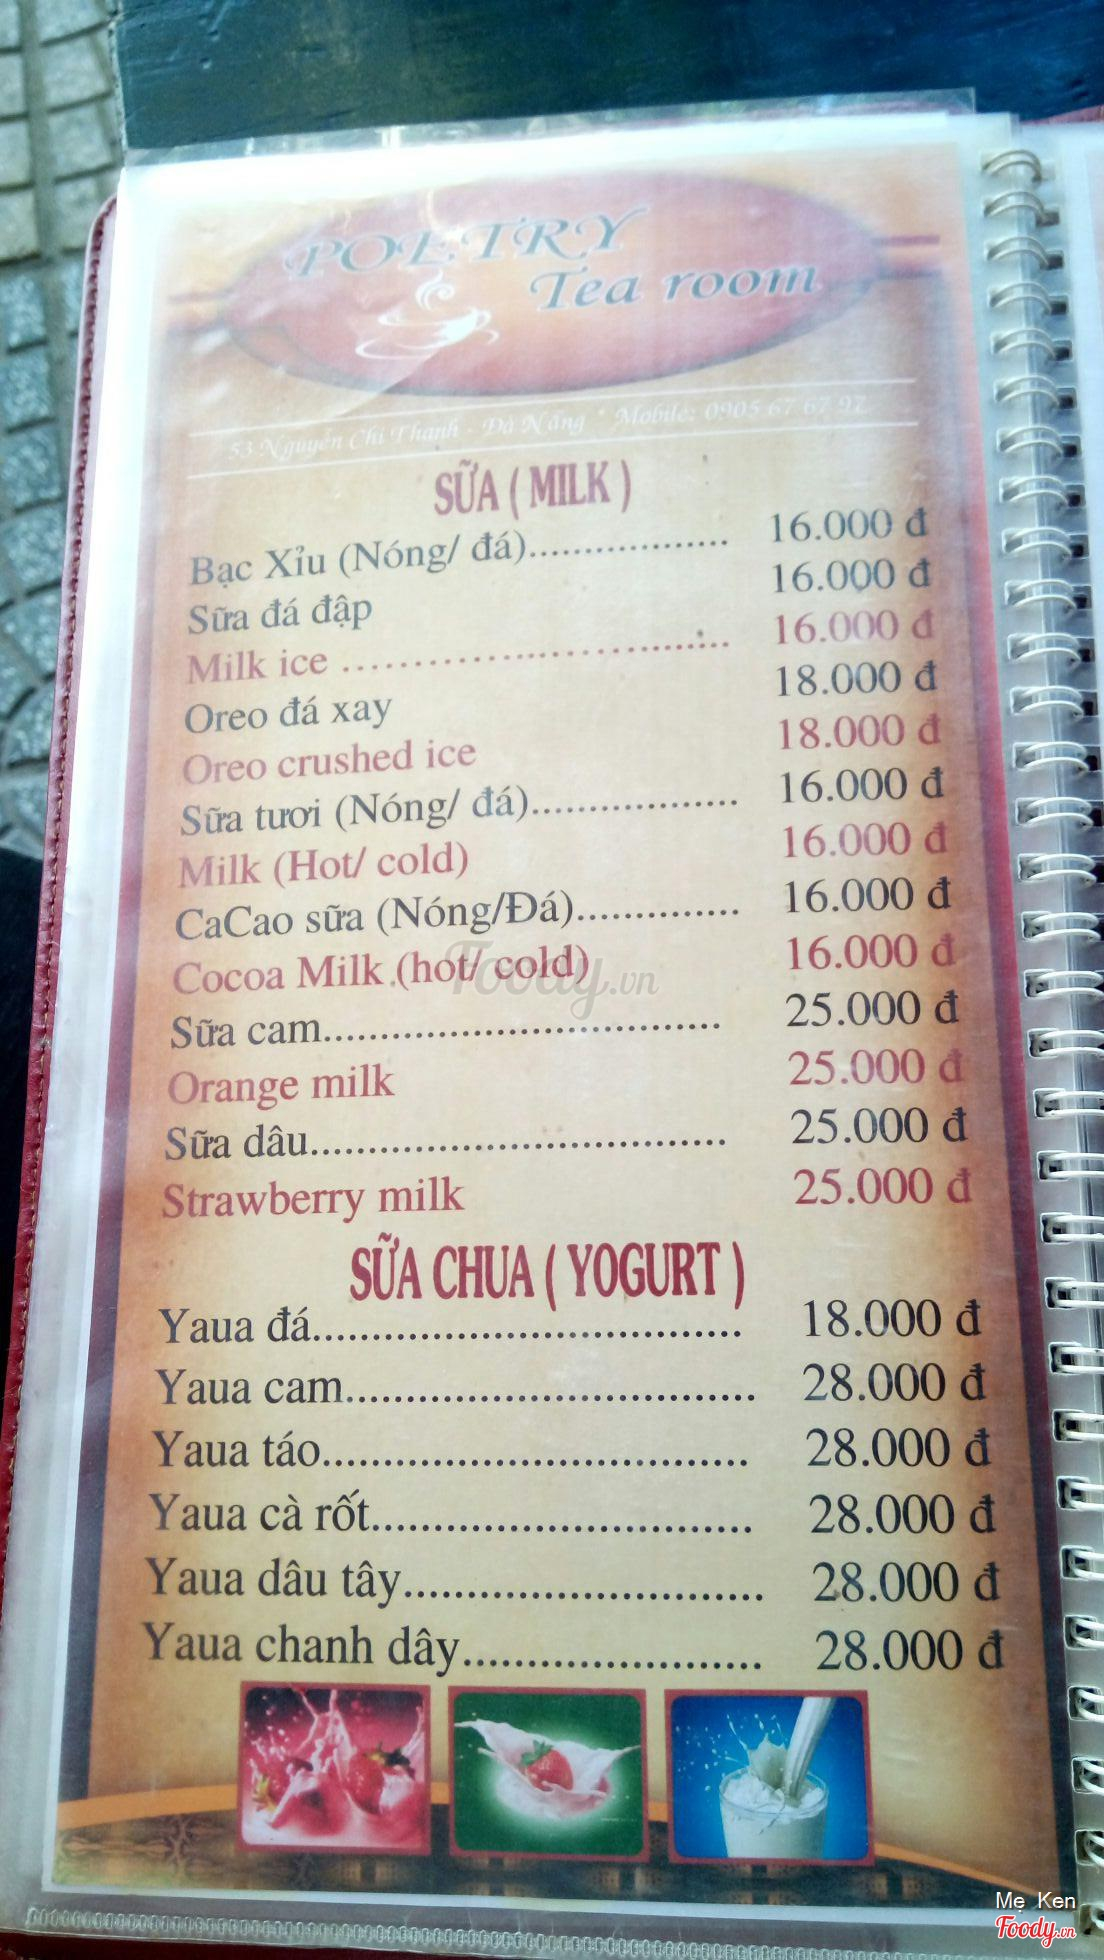 POETRY
Tea room
53 Nguyễn Chí Thanh - Đà Nẵng * Mobile: 0905 67 67 97
SỮA ( MILK )
Bạc Xỉu (Nóng/ đá).................. 16.000 đ
Sữa đá đập 16.000 đ
Milk ice ................................ 16.000 đ
Oreo đá xay 18.000 đ
Oreo crushed ice 18.000 đ
Sữa tươi (Nóng/ đá).................. 16.000 đ
Milk (Hot/ cold) 16.000 đ
CaCao sữa (Nóng/Đá).............. 16.000 đ
Cocoa Milk .(hot/ cold) 16.000 đ
Sữa cam................................... 25.000 đ
Orange milk 25.000 đ
Sữa dâu.................................... 25.000 đ
Strawberry milk 25.000 đ
SỮA CHUA ( YOGURT )
Yaua đá..................................... 18.000 đ
Yaua cam.................................. 28.000 đ
Yaua táo................................... 28.000 đ
Yaua cà rốt............................... 28.000 đ
Yaua dâu tây............................. 28.000 đ
Yaua chanh dây........................ 28.000 đ
Foody.vn
Mẹ Ken
Foody.vn